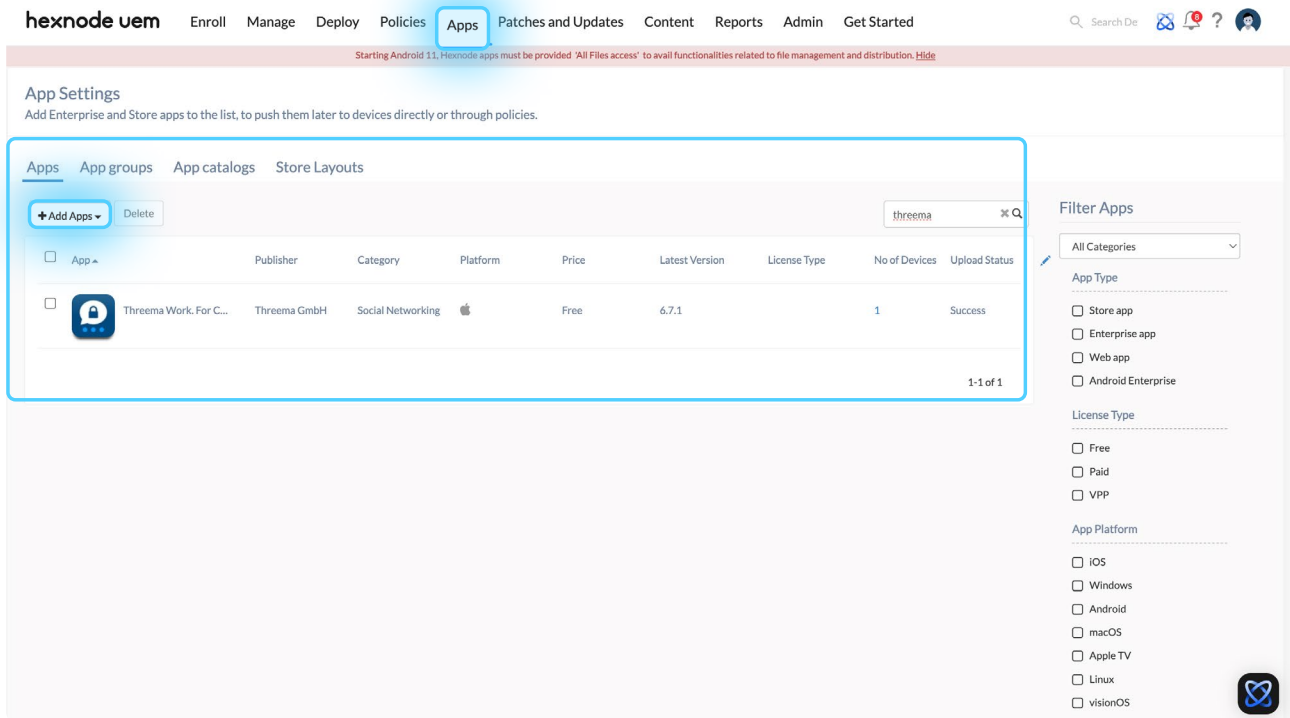 hexnode uem Enroll Manage Deploy Policies Apps Patches and Updates Content Reports Admin Get Started Search De 8 ?
Starting Android 11, Hexnode apps must be provided 'All Files access' to avail functionalities related to file management and distribution. Hide
App Settings
Add Enterprise and Store apps to the list, to push them later to devices directly or through policies.
Apps App groups App catalogs Store Layouts
+ Add Apps Delete threema
App Publisher Category Platform Price Latest Version License Type No of Devices Upload Status
Threema Work. For C... Threema GmbH Social Networking Free 6.7.1 1 Success
1-1 of 1
Filter Apps
All Categories
App Type
Store app
Enterprise app
Web app
Android Enterprise
License Type
Free
Paid
VPP
App Platform
iOS
Windows
Android
macOS
Apple TV
Linux
visionOS